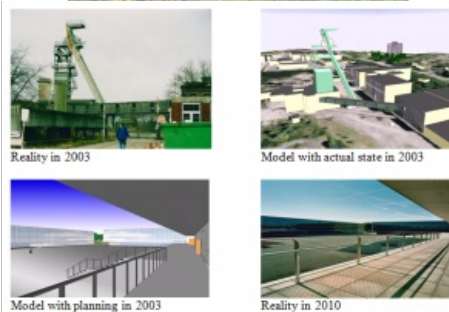 Reality in 2003
Model with actual state in 2003
Model with planning in 2003
Reality in 2010